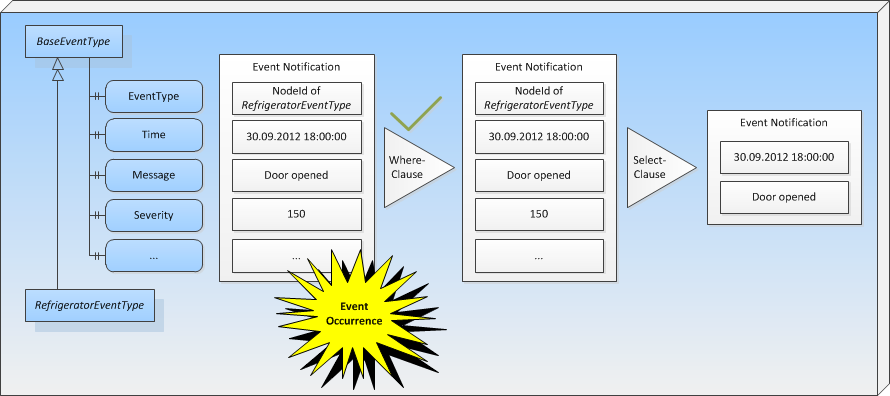 BaseEventType
EventType
Time
Message
Severity
...
RefrigeratorEventType
Event Notification
NodeId of
RefrigeratorEventType
30.09.2012 18:00:00
Door opened
150
...
Event
Occurrence
Where-
Clause
Event Notification
NodeId of
RefrigeratorEventType
30.09.2012 18:00:00
Door opened
150
...
Select-
Clause
Event Notification
30.09.2012 18:00:00
Door opened